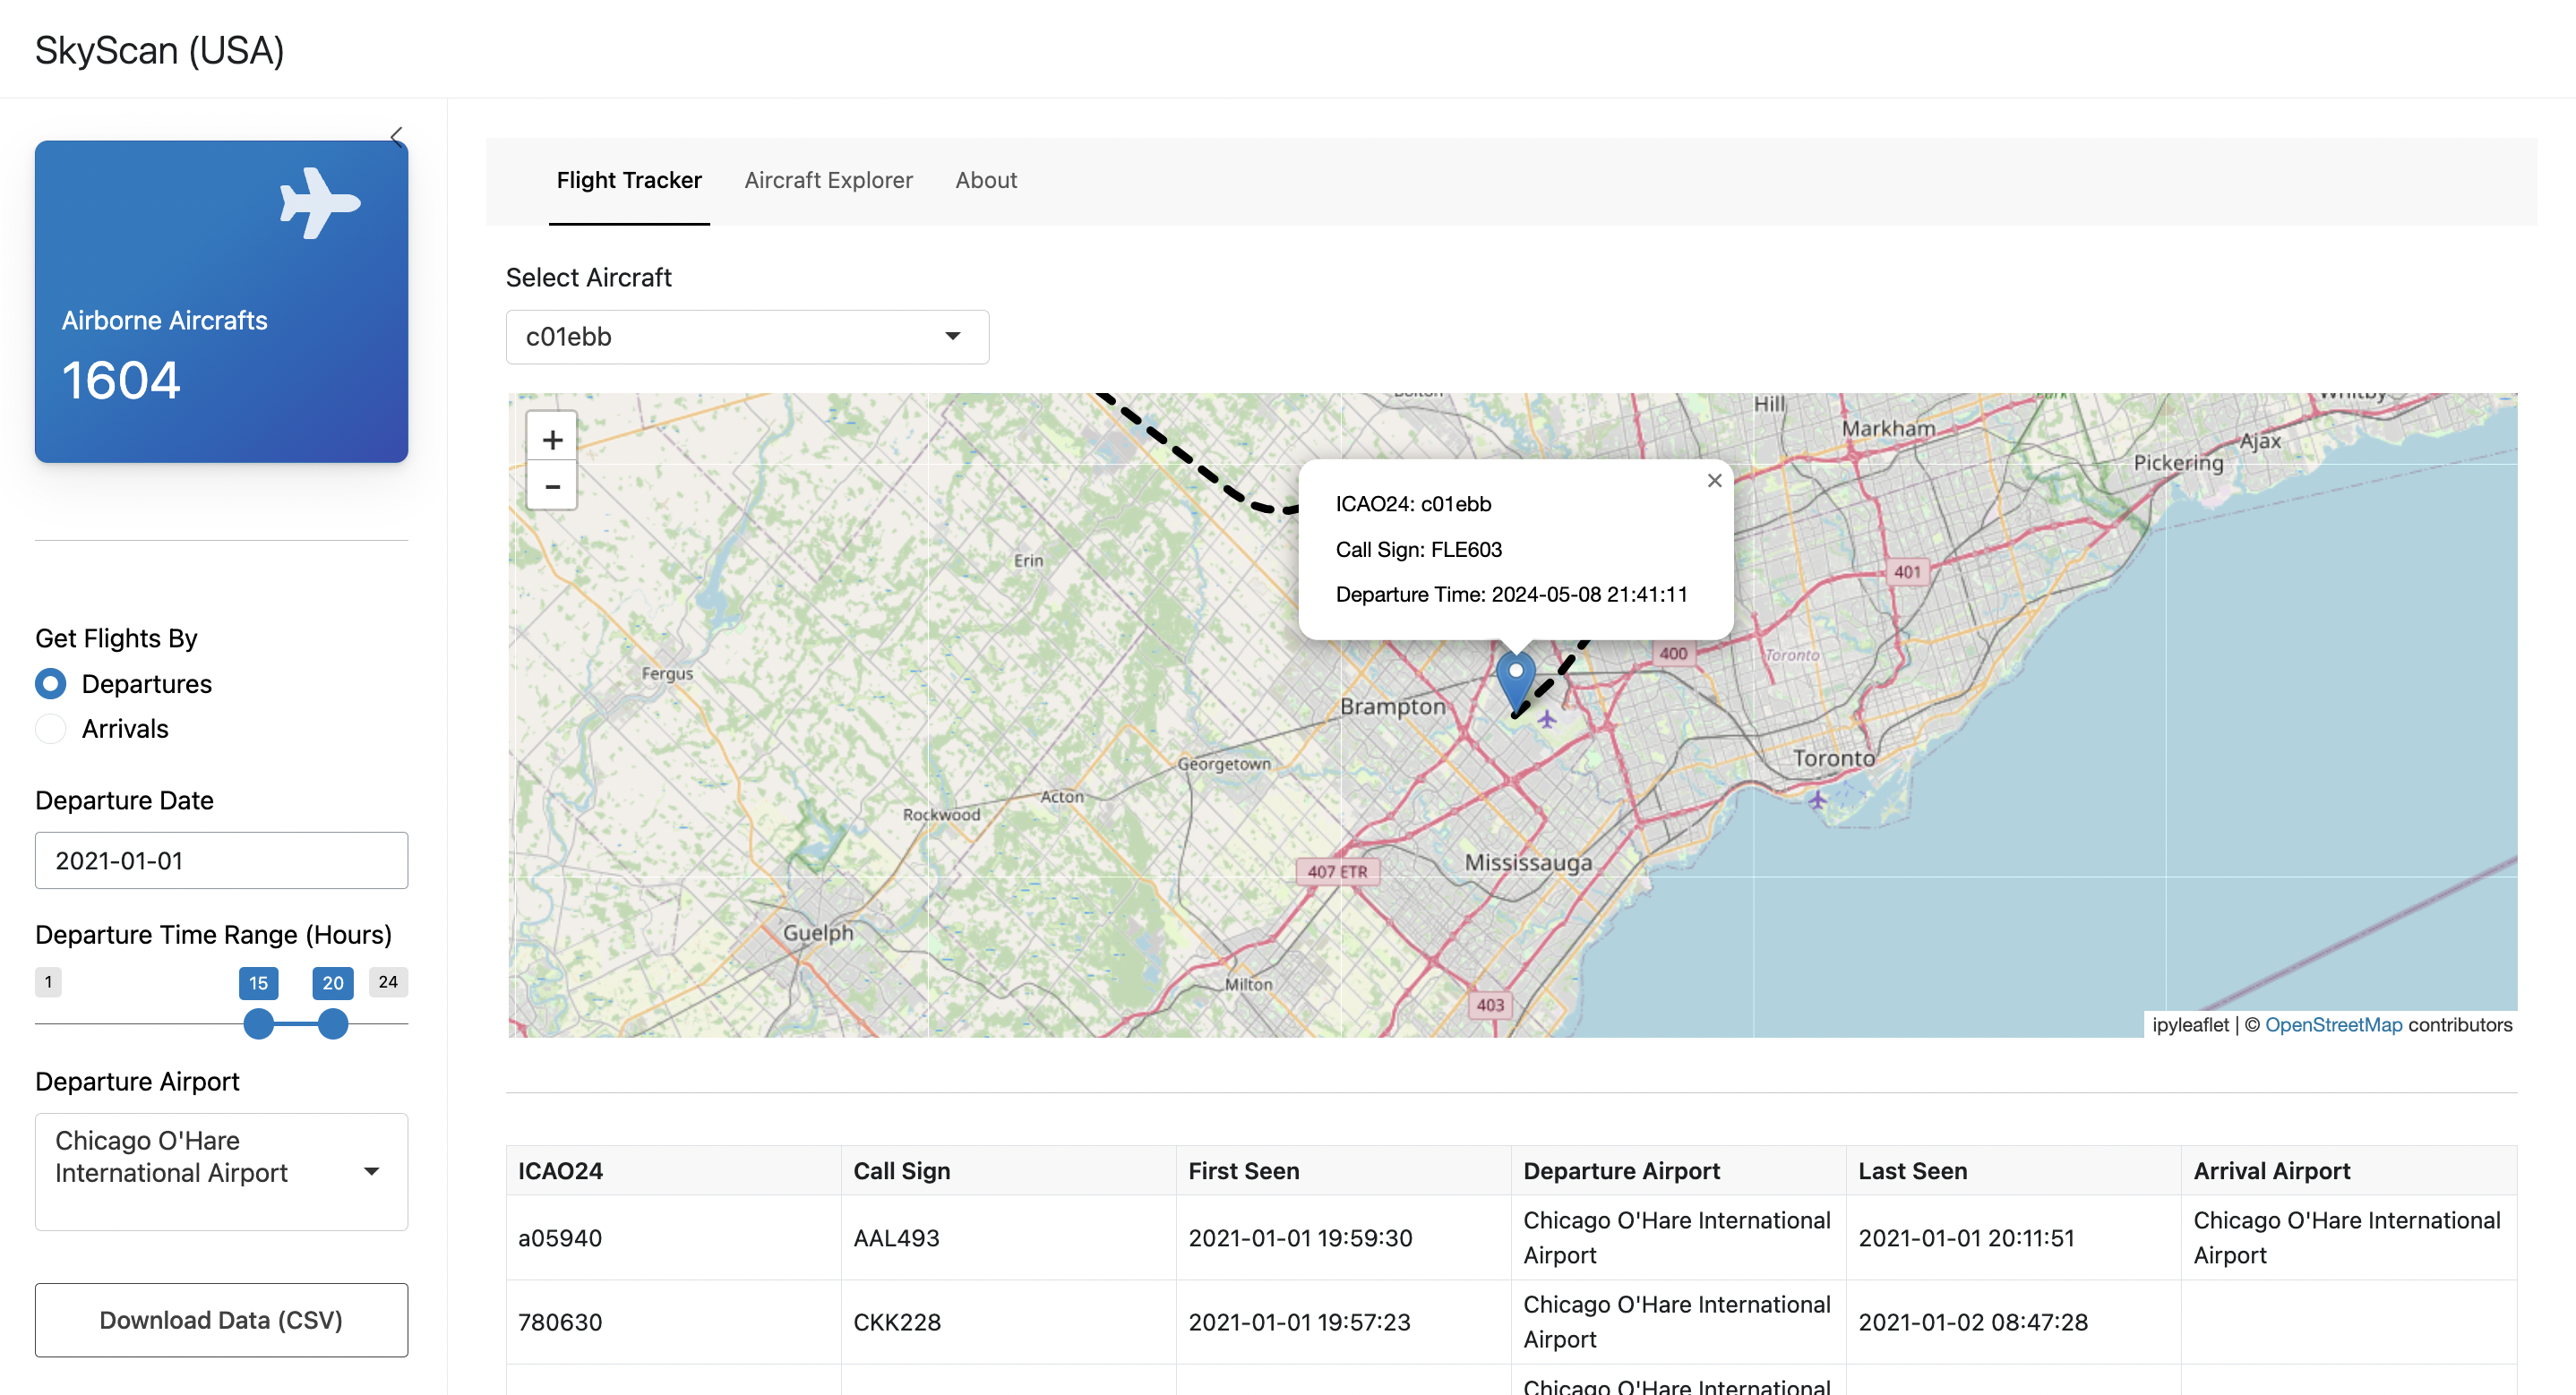 SkyScan (USA)
Airborne Aircrafts
1604
Get Flights By
Departures
Arrivals
Departure Date
2021-01-01
Departure Time Range (Hours)
1 15 20 24
Departure Airport
Chicago O'Hare
International Airport
Download Data (CSV)
Flight Tracker Aircraft Explorer About
Select Aircraft
c01ebb
+
−
Hill
Markham
Ajax
Pickering
ICAO24: c01ebb
Call Sign: FLE603
Departure Time: 2024-05-08 21:41:11
×
Erin
401
Fergus
400
Toronto
Brampton
Georgetown
Toronto
Acton
Rockwood
407 ETR
Mississauga
Guelph
Milton
403
ipyleaflet | © OpenStreetMap contributors
ICAO24 Call Sign First Seen Departure Airport Last Seen Arrival Airport
a05940 AAL493 2021-01-01 19:59:30 Chicago O'Hare International Airport 2021-01-01 20:11:51 Chicago O'Hare International Airport
780630 CKK228 2021-01-01 19:57:23 Chicago O'Hare International Airport 2021-01-02 08:47:28
Chicago O'Hare International